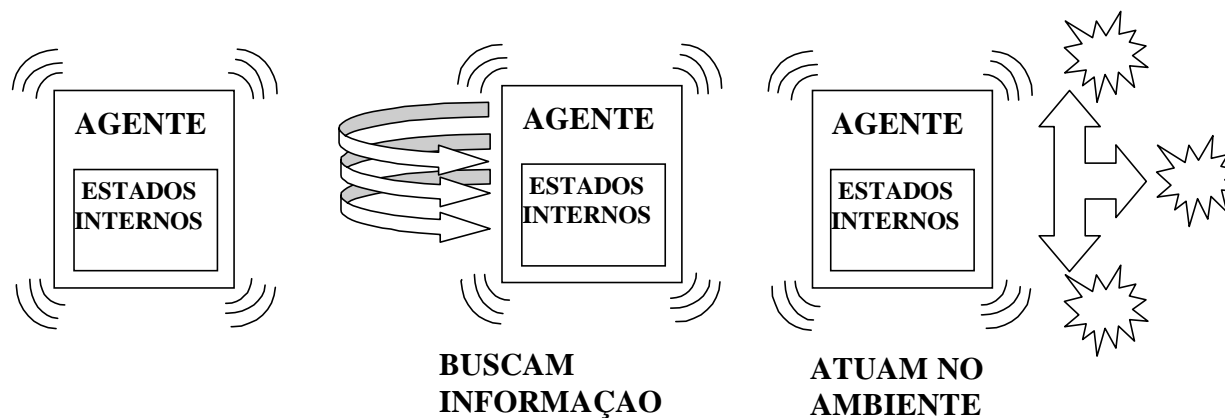 AGENTE
ESTADOS
INTERNOS
AGENTE
ESTADOS
INTERNOS
BUSCAM
INFORMAÇAO
AGENTE
ESTADOS
INTERNOS
ATUAM NO
AMBIENTE